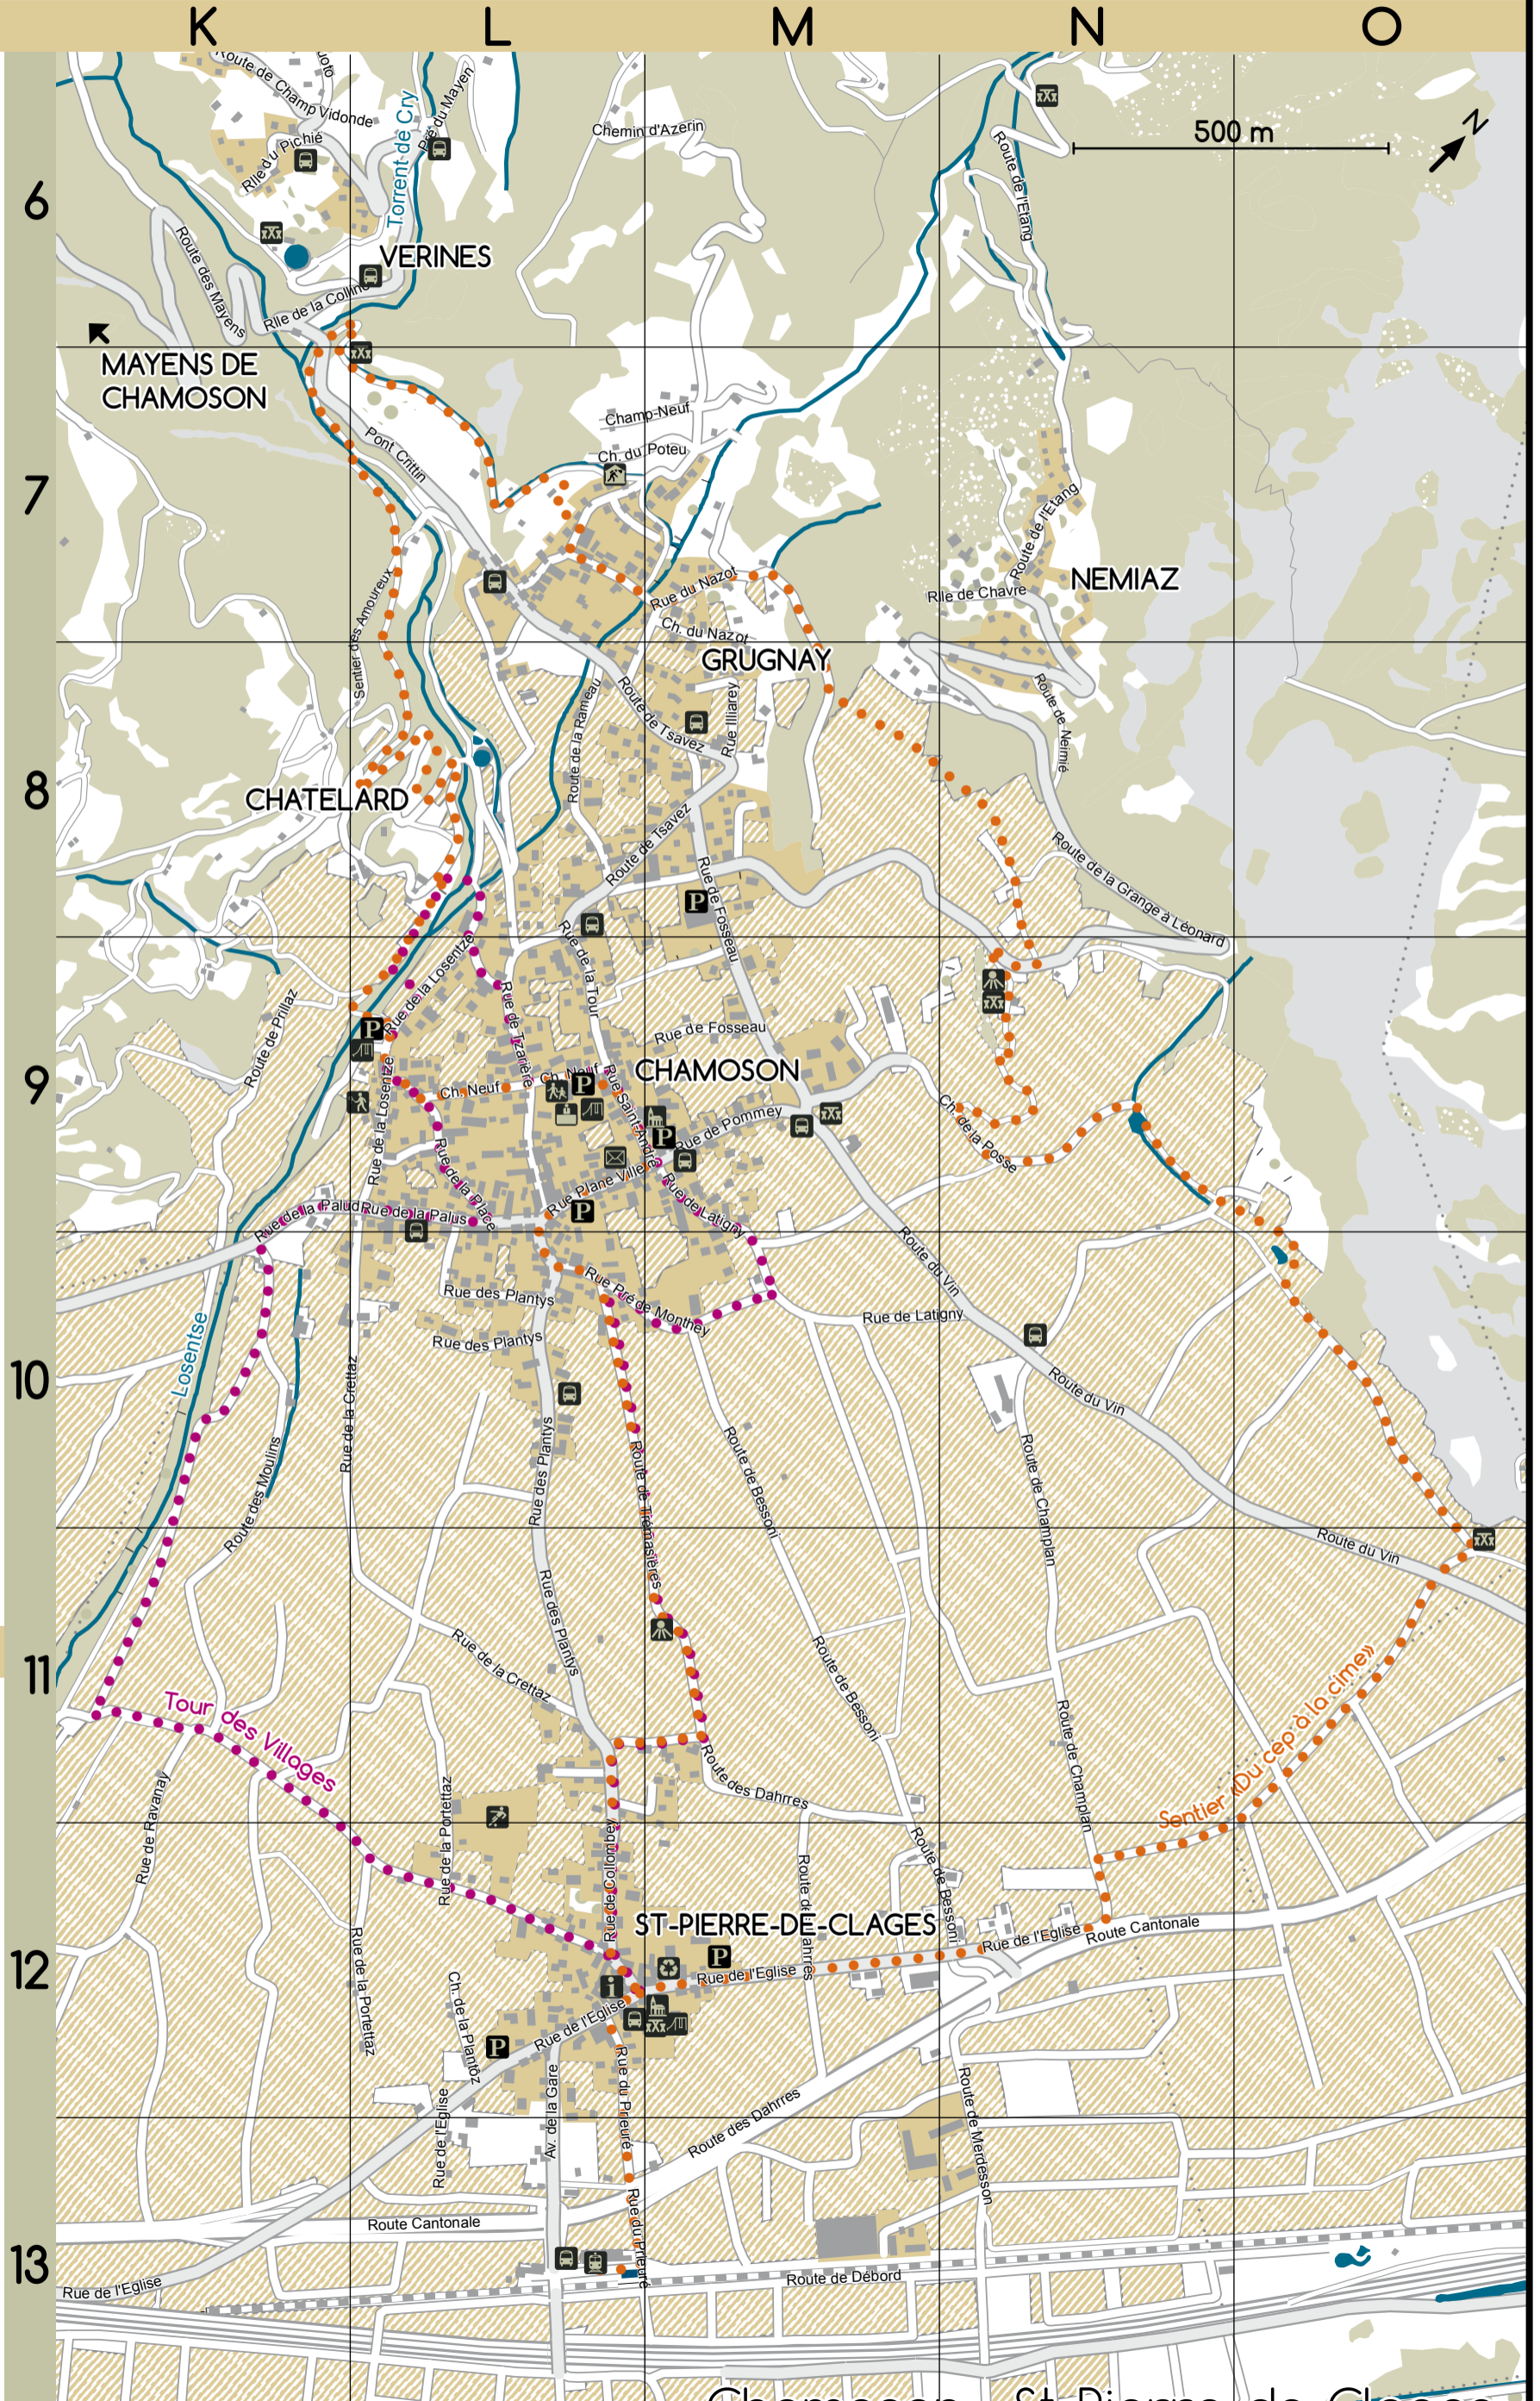 K L M N O
500 m
N
Route de Champ Vidonde
Rlle du Pichié
Torrent de Cry
Pré du Mayen
Chemin d'Azerin
Route de l'Etang
6
VERINES
Route des Mayens
Rlle de la Colline
MAYENS DE
CHAMOSON
Champ-Neuf
Ch. du Poteu
Pont Crittin
7
Route de l'Etang
NEMIAZ
Rlle de Chavre
Rue du Nazot
Ch. du Nazot
Sentier des Amoureux
GRUGNAY
Route de Tsavez
Rue Illiarey
Route de la Rameau
Route de Neimié
8
CHATELARD
Route de Tsavez
Rue de Fosseau
Route de la Grange à Léonard
P
Rue de la Losentze
Rue de la Tour
Route de Prillaz
Rue de Tzarière
Rue de Fosseau
P
CHAMOSON
9
Rue de la Losentze
Ch. Neuf
Ch. Neuf
P
Rue Saint-André
P
Rue de Pommey
Ch. de la Posse
Rue de la Place
Rue Plane Ville
P
Rue de Latigny
Rue de la Palud
Rue de la Palus
Route du Vin
Rue des Plantys
Rue Pré de Monthey
Rue de Latigny
Rue des Plantys
Losentse
10
Rue de la Crettaz
Route du Vin
Rue des Plantys
Route de Trémasières
Route de Bessoni
Route de Champlan
Route des Moulins
Route du Vin
Rue des Plantys
Rue de la Crettaz
Route de Bessoni
11
Tour des Villages
Sentier «Du cep à la cime»
Route de Champlan
Route des Dahrres
Rue de Ravanay
Rue de la Portettaz
Rue de Collombey
Route de Dahrres
Route de Bessoni
ST-PIERRE-DE-CLAGES
P
Rue de l'Eglise
Route Cantonale
12
Rue de l'Eglise
i
Rue de la Portettaz
Ch. de la Plantôz
Rue de l'Eglise
P
Rue du Prieuré
Av. de la Gare
Rue de l'Eglise
Route des Dahrres
Route de Merdesson
Route Cantonale
Rue du Prieuré
13
Rue de l'Eglise
Route de Débord